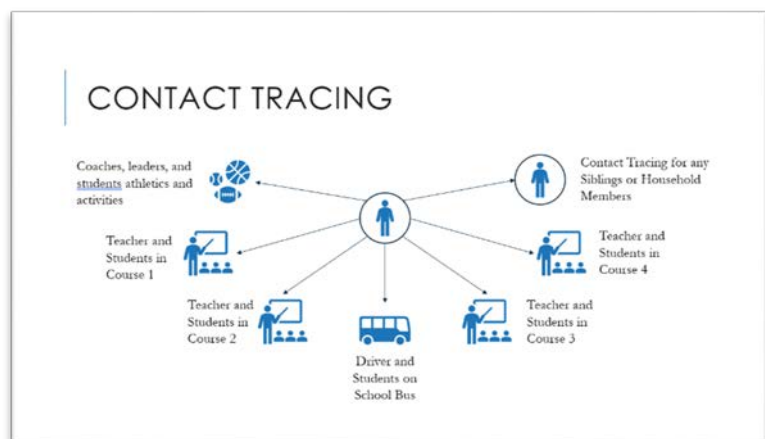 CONTACT TRACING
Coaches, leaders, and
students athletics and
activities
Contact Tracing for any
Siblings or Household
Members
Teacher and
Students in
Course 1
Teacher and
Students in
Course 4
Teacher and
Students in
Course 2
Teacher and
Students in
Course 3
Driver and
Students on
School Bus